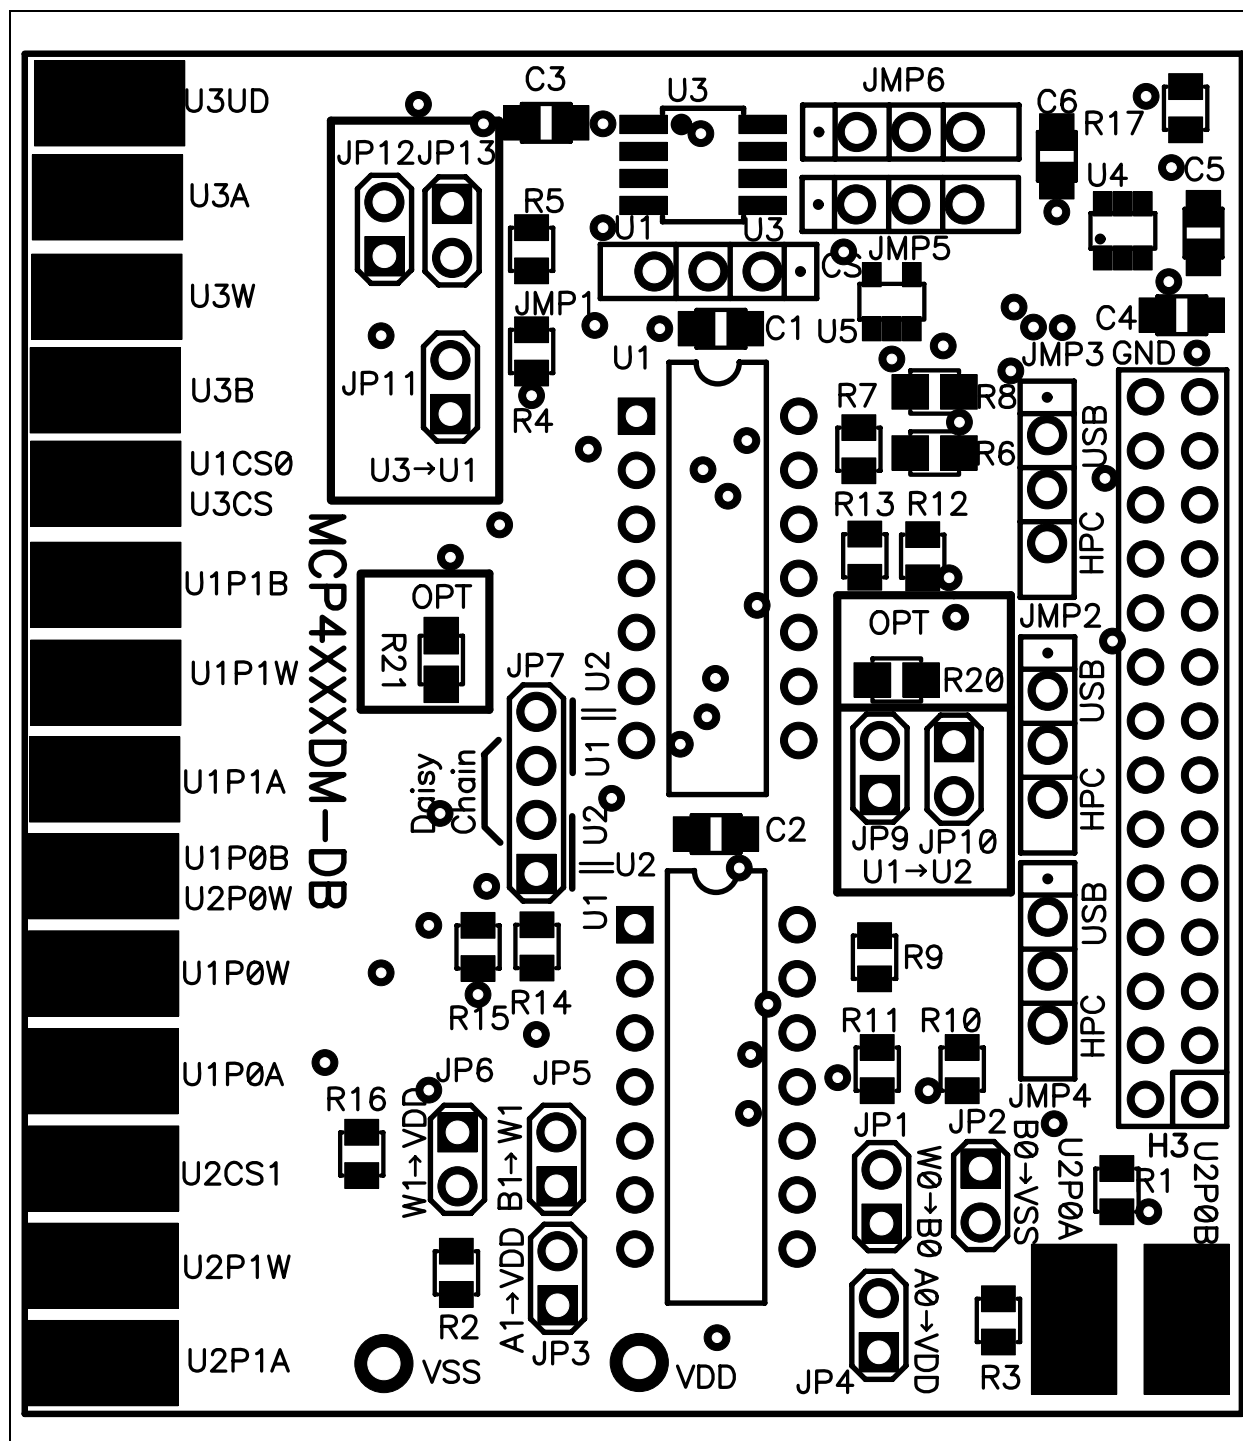 U3UD
C3
U3
JMP6
C6
R17
JP12
JP13
U3A
R5
U4
C5
U1
U3
CS
JMP5
U3W
JMP1
C1
U5
C4
U1
JMP3
GND
JP11
R4
R7
R8
USB
U3B
U3→U1
R6
U1CS0
U3CS
R13
R12
HPC
MCP4XXXDM-DB
U1P1B
OPT
OPT
JMP2
R21
JP7
U1||U2
R20
USB
U1P1W
Daisy
Chain
U1P1A
HPC
U1||U2
C2
JP9
JP10
U1→U2
U1P0B
U2P0W
U2
USB
R9
U1P0W
R15
R14
R11
R10
HPC
U1P0A
JP6
JP5
JMP4
R16
W1→VDD
B1→W1
JP1
JP2
B0→VSS
H3
U2CS1
W0→B0
U2P0A
R1
U2P0B
U2P1W
A1→VDD
A0→VDD
R2
JP3
U2P1A
VSS
VDD
JP4
R3